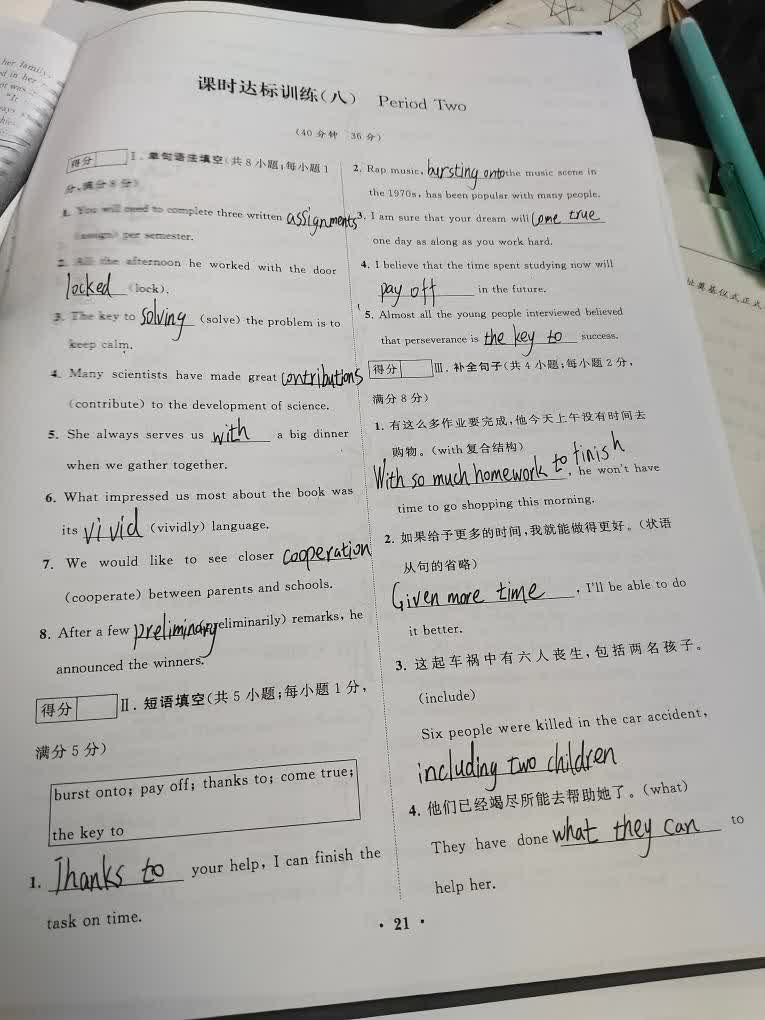 课时达标训练(八) Period Two
(40分钟 36分)
得分 Ⅰ.单句语法填空(共8小题;每小题1
分,满分8分)
1. You will need to complete three written assignments
(assign) per semester.
2. All the afternoon he worked with the door
locked (lock).
3. The key to solving (solve) the problem is to
keep calm.
4. Many scientists have made great contributions
(contribute) to the development of science.
5. She always serves us with a big dinner
when we gather together.
6. What impressed us most about the book was
its vivid (vividly) language.
7. We would like to see closer cooperation
(cooperate) between parents and schools.
8. After a few preliminary (preliminarily) remarks, he
announced the winners.
得分 Ⅱ.短语填空(共5小题;每小题1分,
满分5分)
burst onto; pay off; thanks to; come true;
the key to
1. Thanks to your help, I can finish the
task on time.
2. Rap music, bursting onto the music scene in
the 1970s, has been popular with many people.
3. I am sure that your dream will come true
one day as along as you work hard.
4. I believe that the time spent studying now will
pay off in the future.
5. Almost all the young people interviewed believed
that perseverance is the key to success.
得分 Ⅲ.补全句子(共4小题;每小题2分,
满分8分)
1. 有这么多作业要完成,他今天上午没有时间去
购物。(with复合结构)
With so much homework to finish, he won't have
time to go shopping this morning.
2. 如果给予更多的时间,我就能做得更好。(状语
从句的省略)
Given more time, I'll be able to do
it better.
3. 这起车祸中有六人丧生,包括两名孩子。
(include)
Six people were killed in the car accident,
including two children
4. 他们已经竭尽所能去帮助她了。(what)
They have done what they can to
help her.
· 21 ·
her family
址奠基仪式正式